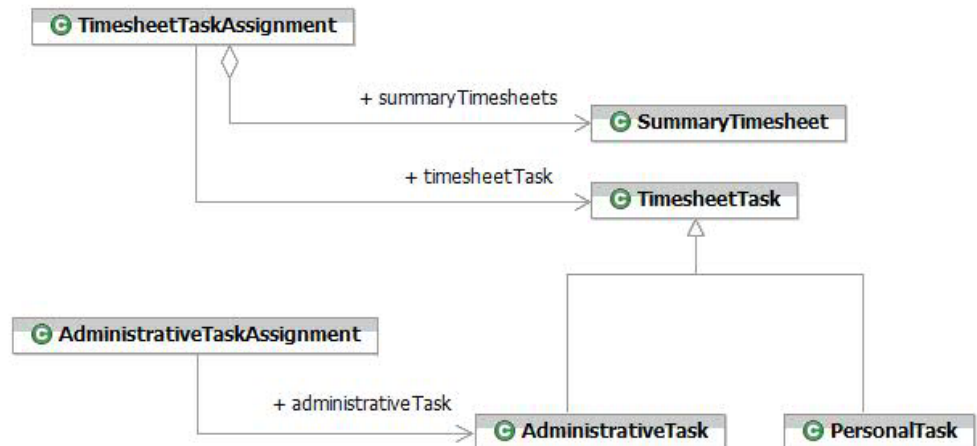 C TimesheetTaskAssignment
+ summaryTimesheets
C SummaryTimesheet
+ timesheetTask
C TimesheetTask
C AdministrativeTaskAssignment
+ administrativeTask
C AdministrativeTask
C PersonalTask